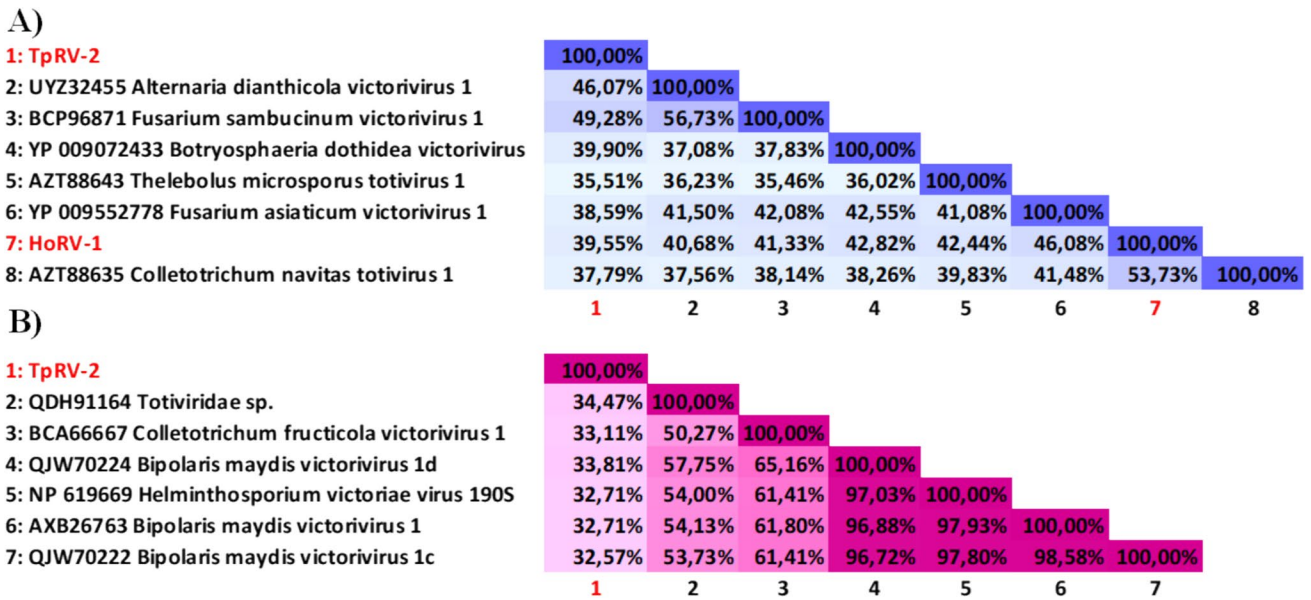 A)
1: TpRV-2 100,00%
2: UYZ32455 Alternaria dianthicola victorivirus 1 46,07% 100,00%
3: BCP96871 Fusarium sambucinum victorivirus 1 49,28% 56,73% 100,00%
4: YP 009072433 Botryosphaeria dothidea victorivirus 39,90% 37,08% 37,83% 100,00%
5: AZT88643 Thelebolus microsporus totivirus 1 35,51% 36,23% 35,46% 36,02% 100,00%
6: YP 009552778 Fusarium asiaticum victorivirus 1 38,59% 41,50% 42,08% 42,55% 41,08% 100,00%
7: HoRV-1 39,55% 40,68% 41,33% 42,82% 42,44% 46,08% 100,00%
8: AZT88635 Colletotrichum navitas totivirus 1 37,79% 37,56% 38,14% 38,26% 39,83% 41,48% 53,73% 100,00%
1 2 3 4 5 6 7 8
B)
1: TpRV-2 100,00%
2: QDH91164 Totiviridae sp. 34,47% 100,00%
3: BCA66667 Colletotrichum fructicola victorivirus 1 33,11% 50,27% 100,00%
4: QJW70224 Bipolaris maydis victorivirus 1d 33,81% 57,75% 65,16% 100,00%
5: NP 619669 Helminthosporium victoriae virus 190S 32,71% 54,00% 61,41% 97,03% 100,00%
6: AXB26763 Bipolaris maydis victorivirus 1 32,71% 54,13% 61,80% 96,88% 97,93% 100,00%
7: QJW70222 Bipolaris maydis victorivirus 1c 32,57% 53,73% 61,41% 96,72% 97,80% 98,58% 100,00%
1 2 3 4 5 6 7